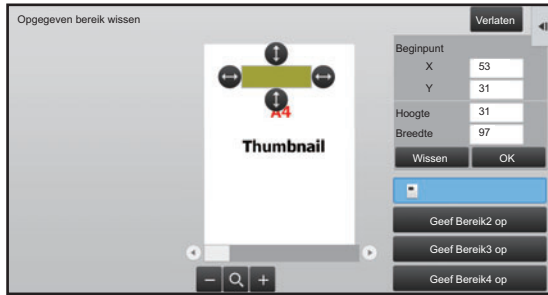 Opgegeven bereik wissen
Verlaten
A4
Thumbnail
Beginpunt
X 53
Y 31
Hoogte 31
Breedte 97
Wissen OK
Geef Bereik2 op
Geef Bereik3 op
Geef Bereik4 op